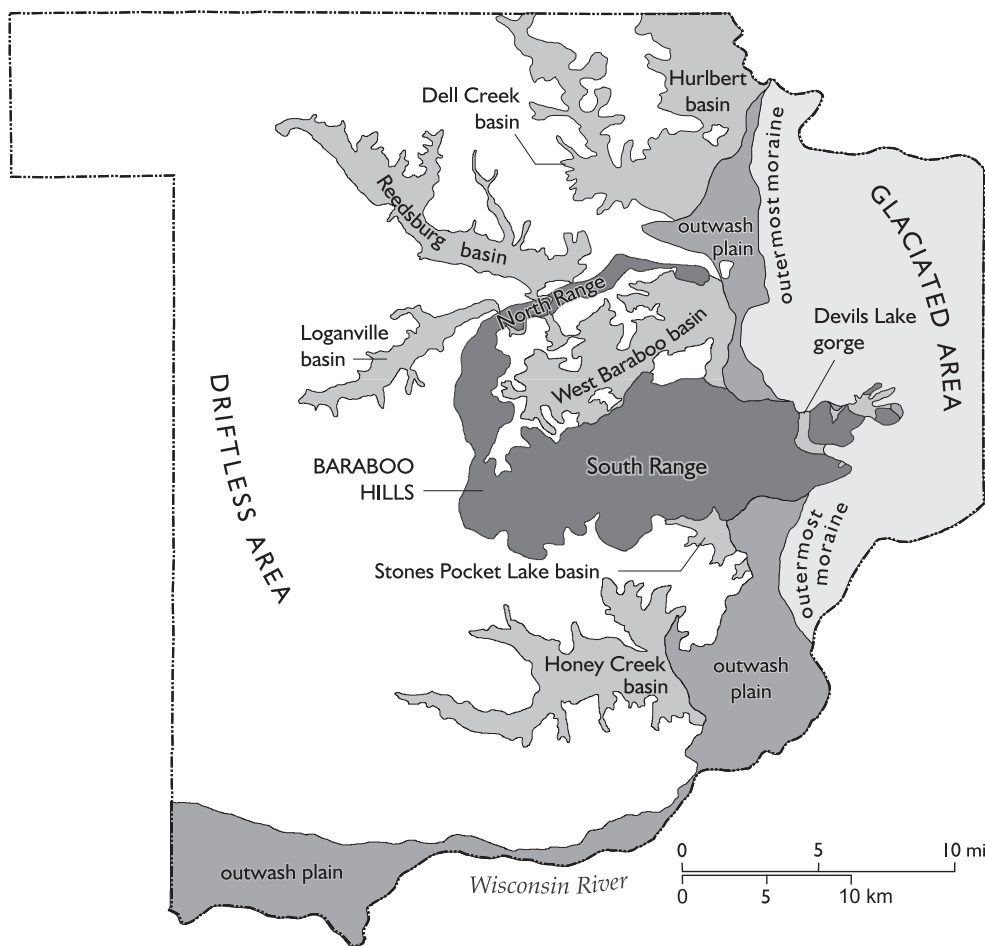 Hurlbert
basin
Dell Creek
basin
outermost moraine
GLACIATED AREA
Reedsburg basin
outwash
plain
North Range
Devils Lake
gorge
Loganville
basin
West Baraboo basin
DRIFTLESS AREA
BARABOO
HILLS
South Range
outermost
moraine
Stones Pocket Lake basin
Honey Creek
basin
outwash
plain
outwash plain
Wisconsin River
0 5 10 mi
0 5 10 km